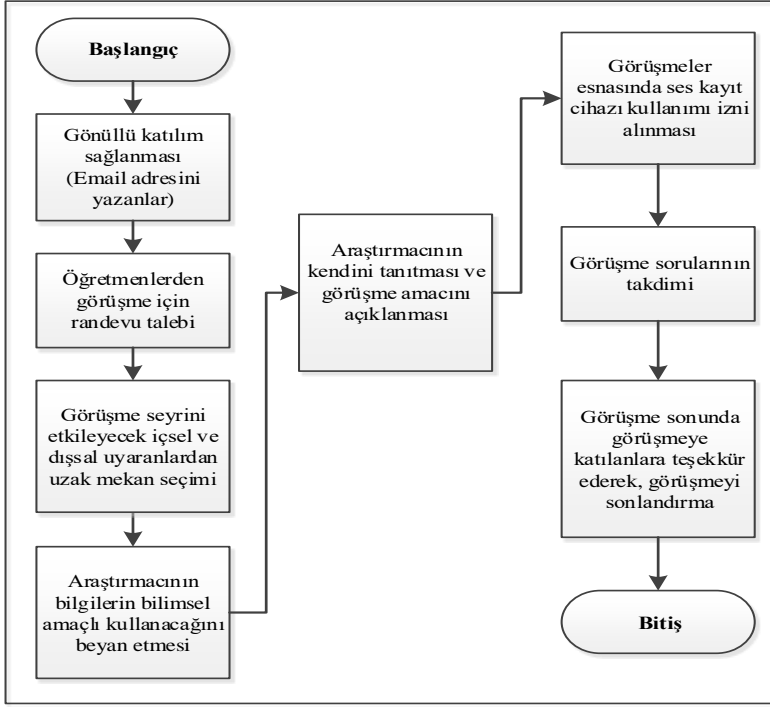 Başlangıç
Gönüllü katılım
sağlanması
(Email adresini
yazanlar)
Öğretmenlerden
görüşme için
randevu talebi
Görüşme seyrini
etkileyecek içsel ve
dışsal uyaranlardan
uzak mekan seçimi
Araştırmacının
bilgilerin bilimsel
amaçlı kullanacağını
beyan etmesi
Araştırmacının
kendini tanıtması ve
görüşme amacını
açıklanması
Görüşmeler
esnasında ses kayıt
cihazı kullanımı izni
alınması
Görüşme sorularının
takdimi
Görüşme sonunda
görüşmeye
katılanlara teşekkür
ederek, görüşmeyi
sonlandırma
Bitiş